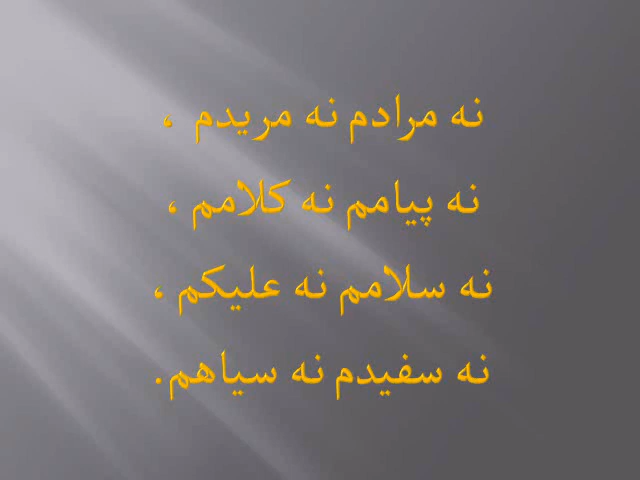 نه مرادم نه مریدم ،
نه پیامم نه کلامم ،
نه سلامم نه علیکم ،
نه سفیدم نه سیاهم.